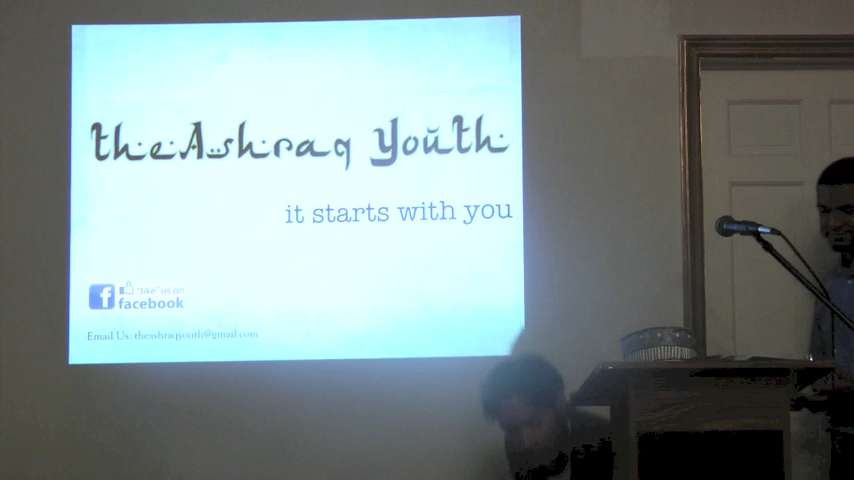 theAshraq Youth
it starts with you
f "like" us on
facebook
Email Us: theashraqyouth@gmail.com